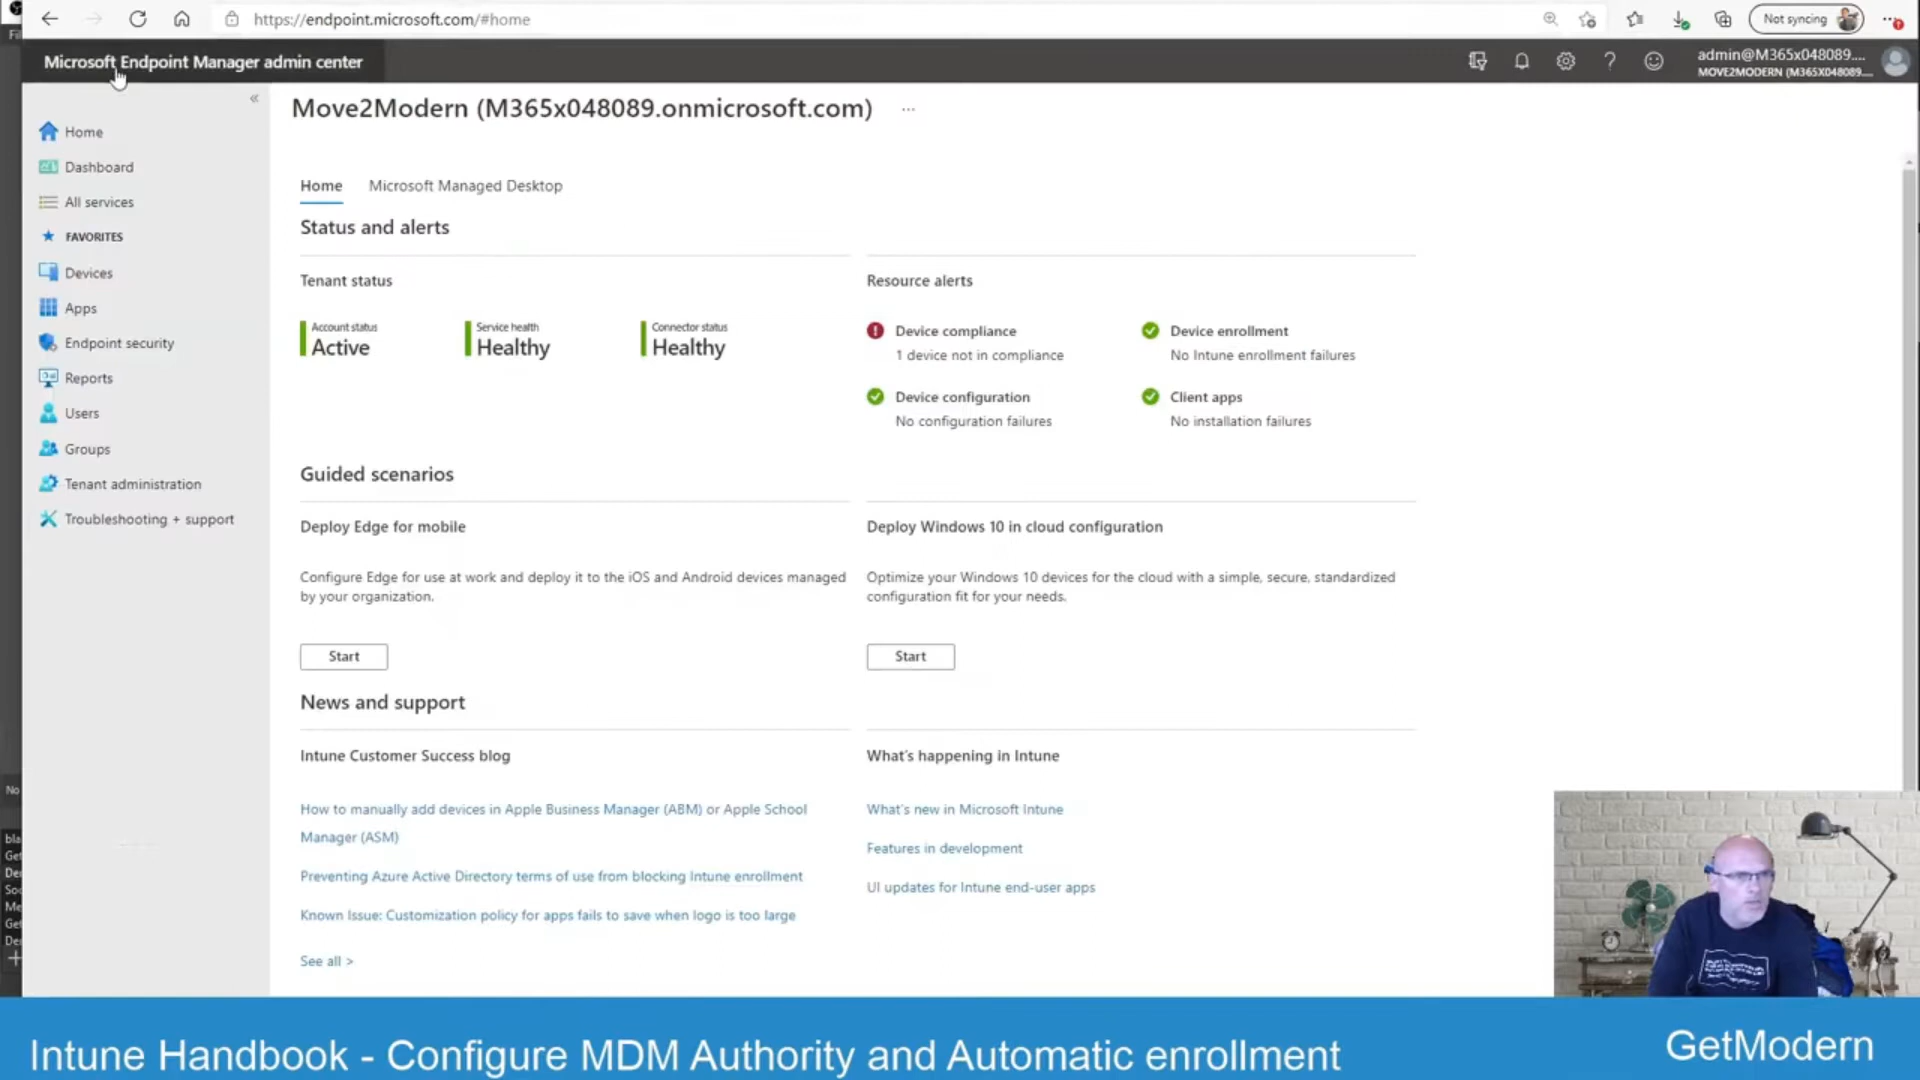 https://endpoint.microsoft.com/#home
Not syncing
Microsoft Endpoint Manager admin center
admin@M365x048089....
MOVE2MODERN (M365X048089....
Move2Modern (M365x048089.onmicrosoft.com)
Home
Dashboard
All services
FAVORITES
Devices
Apps
Endpoint security
Reports
Users
Groups
Tenant administration
Troubleshooting + support
Home
Microsoft Managed Desktop
Status and alerts
Tenant status
Account status
Active
Service health
Healthy
Connector status
Healthy
Resource alerts
Device compliance
1 device not in compliance
Device enrollment
No Intune enrollment failures
Device configuration
No configuration failures
Client apps
No installation failures
Guided scenarios
Deploy Edge for mobile
Configure Edge for use at work and deploy it to the iOS and Android devices managed
by your organization.
Start
Deploy Windows 10 in cloud configuration
Optimize your Windows 10 devices for the cloud with a simple, secure, standardized
configuration fit for your needs.
Start
News and support
Intune Customer Success blog
How to manually add devices in Apple Business Manager (ABM) or Apple School
Manager (ASM)
Preventing Azure Active Directory terms of use from blocking Intune enrollment
Known Issue: Customization policy for apps fails to save when logo is too large
See all >
What's happening in Intune
What's new in Microsoft Intune
Features in development
UI updates for Intune end-user apps
No
bla
Get
Der
Soc
Me
Get
Der
Intune Handbook - Configure MDM Authority and Automatic enrollment
GetModern